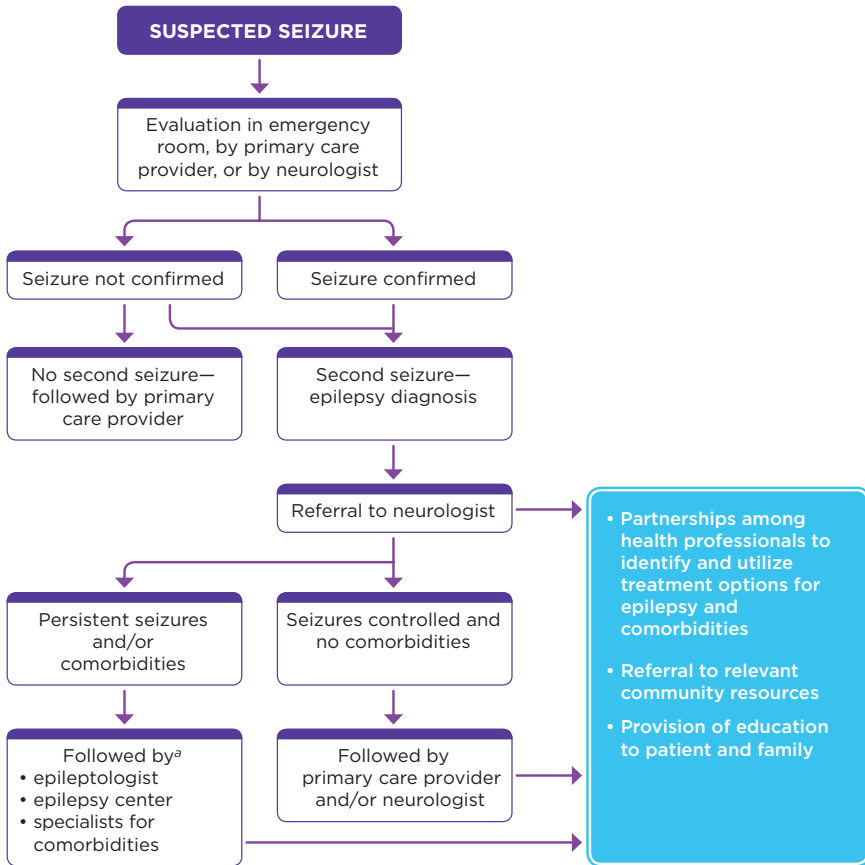 SUSPECTED SEIZURE
Evaluation in emergency
room, by primary care
provider, or by neurologist
Seizure not confirmed
Seizure confirmed
No second seizure—
followed by primary
care provider
Second seizure—
epilepsy diagnosis
Referral to neurologist
Persistent seizures
and/or
comorbidities
Seizures controlled and
no comorbidities
Followed byᵃ
• epileptologist
• epilepsy center
• specialists for
comorbidities
Followed by
primary care provider
and/or neurologist
• Partnerships among
health professionals to
identify and utilize
treatment options for
epilepsy and
comorbidities
• Referral to relevant
community resources
• Provision of education
to patient and family